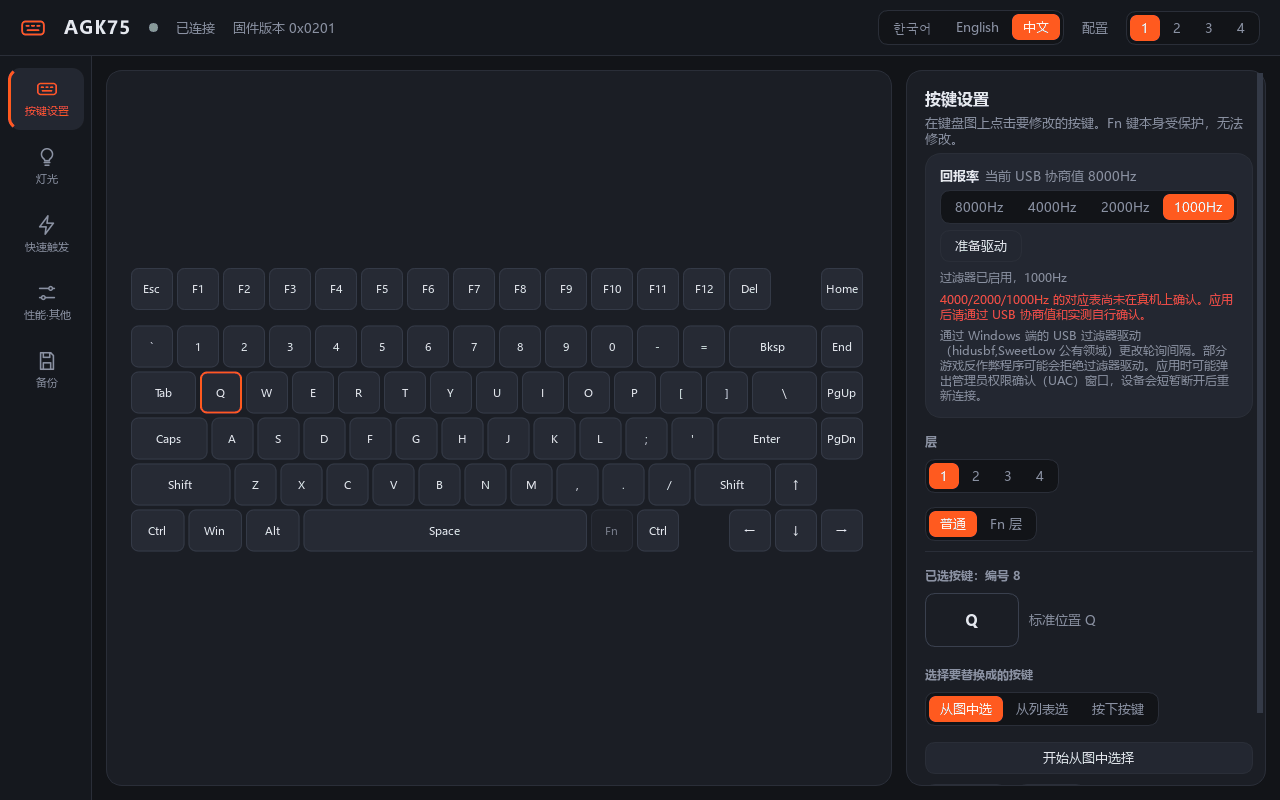 AGK75 已连接 固件版本 0x0201 한국어 English 中文 配置 1 2 3 4
按键设置
灯光
快速触发
性能·其他
备份
Esc F1 F2 F3 F4 F5 F6 F7 F8 F9 F10 F11 F12 Del Home
` 1 2 3 4 5 6 7 8 9 0 - = Bksp End
Tab Q W E R T Y U I O P [ ] \ PgUp
Caps A S D F G H J K L ; ' Enter PgDn
Shift Z X C V B N M , . / Shift ↑
Ctrl Win Alt Space Fn Ctrl ← ↓ →
按键设置
在键盘图上点击要修改的按键。Fn 键本身受保护，无法
修改。
回报率 当前 USB 协商值 8000Hz
8000Hz 4000Hz 2000Hz 1000Hz
准备驱动
过滤器已启用，1000Hz
4000/2000/1000Hz 的对应表尚未在真机上确认。应用
后请通过 USB 协商值和实测自行确认。
通过 Windows 端的 USB 过滤器驱动
（hidusbf,SweetLow 公有领域）更改轮询间隔。部分
游戏反作弊程序可能会拒绝过滤器驱动。应用时可能弹
出管理员权限确认（UAC）窗口，设备会短暂断开后重
新连接。
层
1 2 3 4
普通 Fn 层
已选按键：编号 8
Q 标准位置 Q
选择要替换成的按键
从图中选 从列表选 按下按键
开始从图中选择